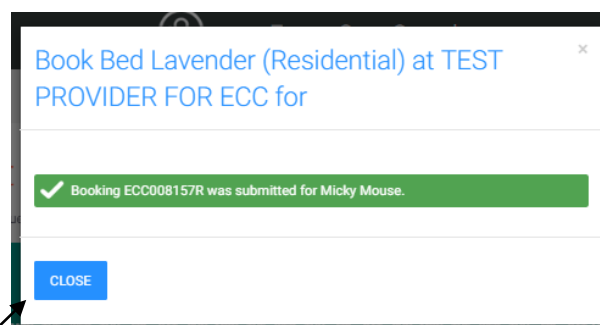 Book Bed Lavender (Residential) at TEST
×
PROVIDER FOR ECC for
Booking ECC008157R was submitted for Micky Mouse.
CLOSE